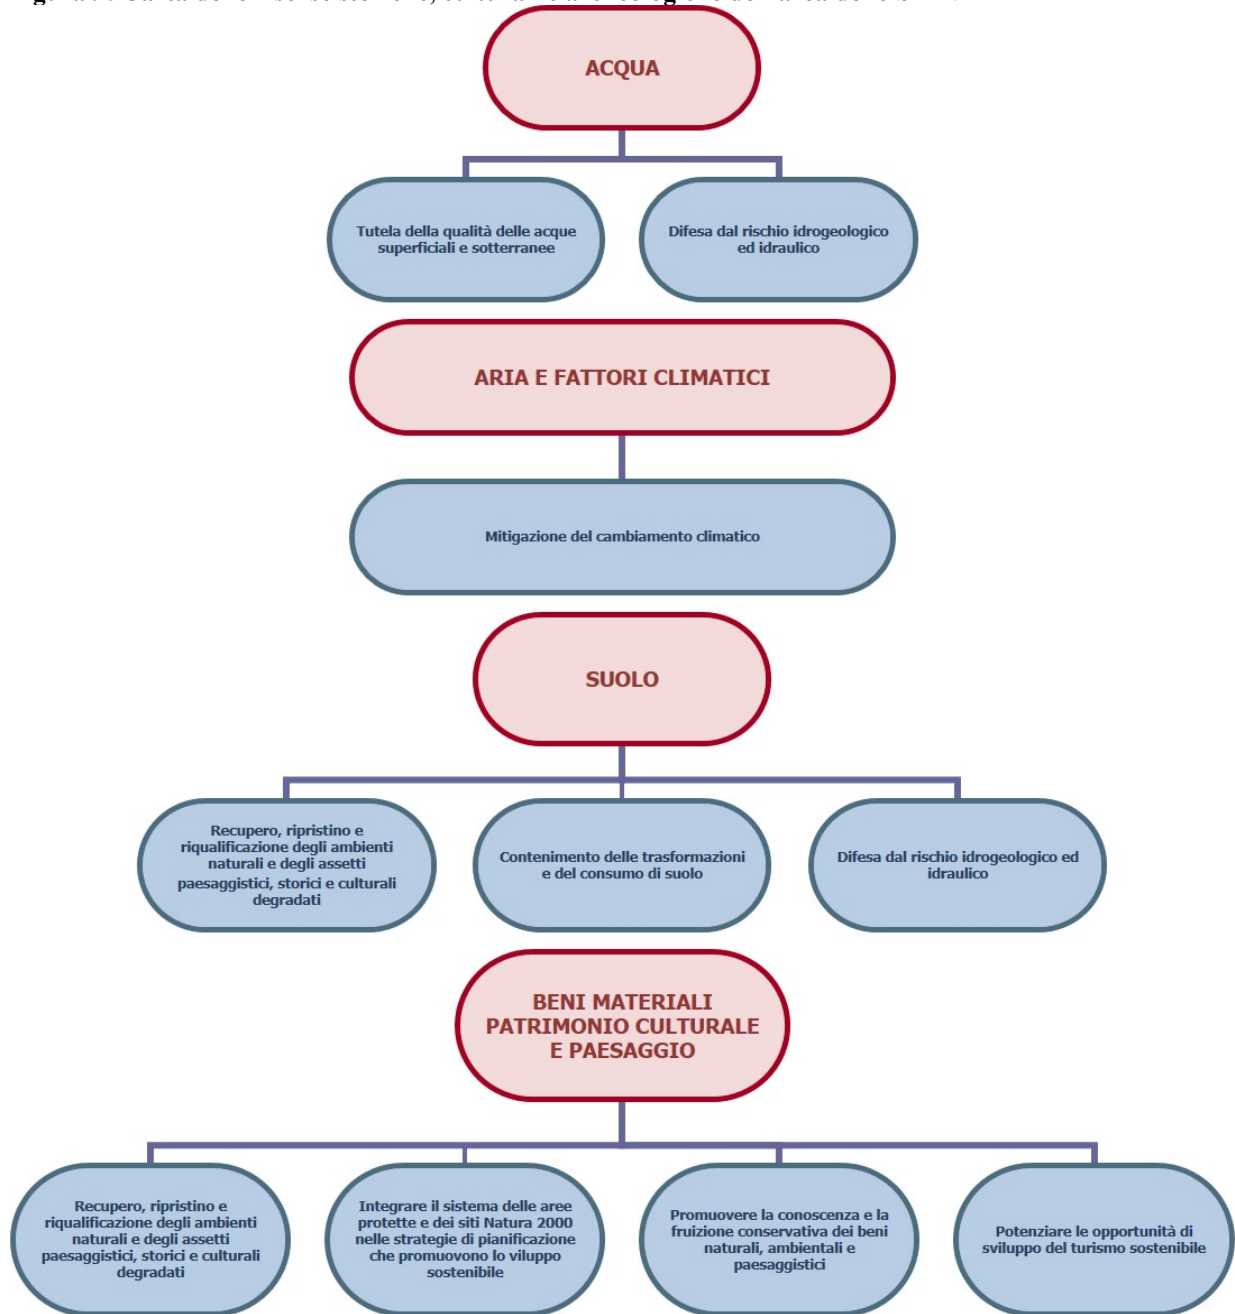 ACQUA
Tutela della qualità delle acque
superficiali e sotterranee
Difesa dal rischio idrogeologico
ed idraulico
ARIA E FATTORI CLIMATICI
Mitigazione del cambiamento climatico
SUOLO
Recupero, ripristino e
riqualificazione degli ambienti
naturali e degli assetti
paesaggistici, storici e culturali
degradati
Contenimento delle trasformazioni
e del consumo di suolo
Difesa dal rischio idrogeologico ed
idraulico
BENI MATERIALI
PATRIMONIO CULTURALE
E PAESAGGIO
Recupero, ripristino e
riqualificazione degli ambienti
naturali e degli assetti
paesaggistici, storici e culturali
degradati
Integrare il sistema delle aree
protette e dei siti Natura 2000
nelle strategie di pianificazione
che promuovono lo viluppo
sostenibile
Promuovere la conoscenza e la
fruizione conservativa dei beni
naturali, ambientali e
paesaggistici
Potenziare le opportunità di
sviluppo del turismo sostenibile